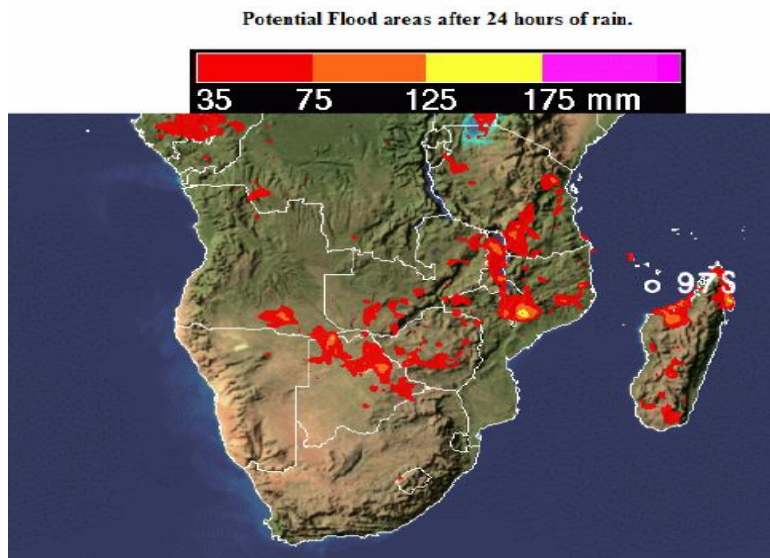 Potential Flood areas after 24 hours of rain.
35 75 125 175 mm
o 97S